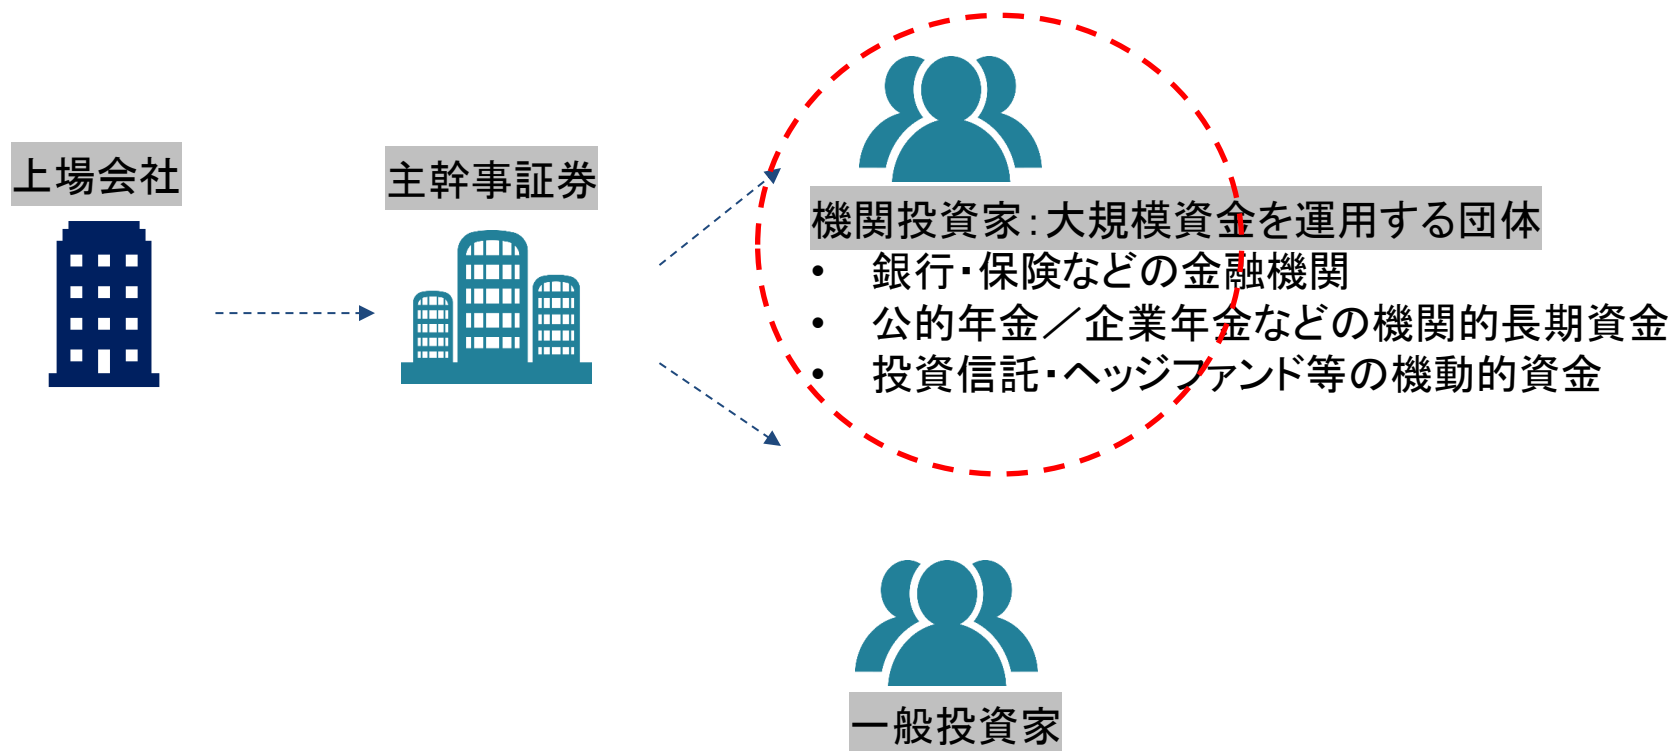 上場会社
主幹事証券
機関投資家：大規模資金を運用する団体
• 銀行・保険などの金融機関
• 公的年金／企業年金などの機関的長期資金
• 投資信託・ヘッジファンド等の機動的資金
一般投資家